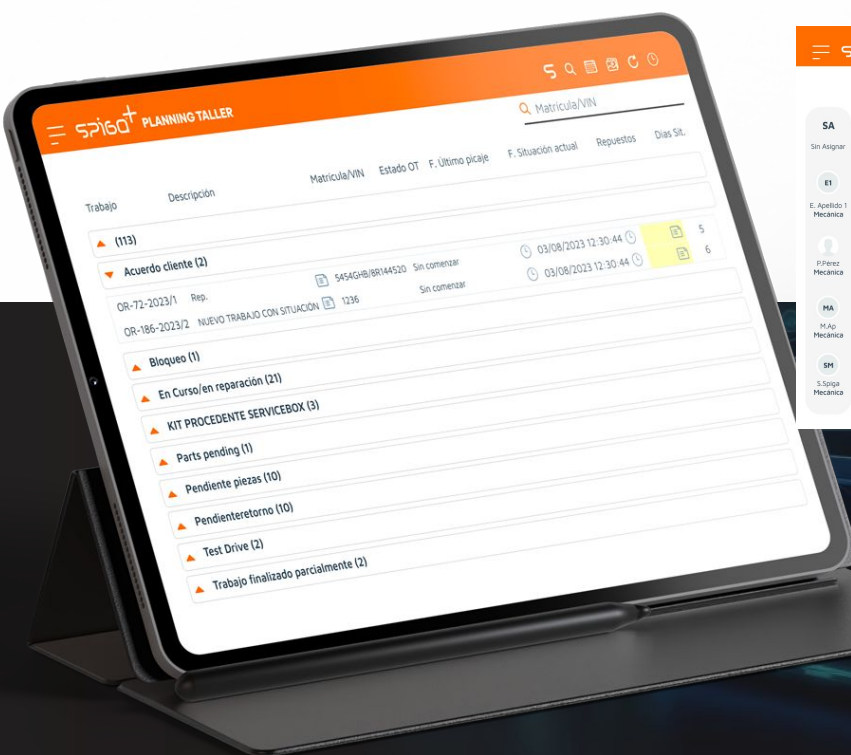 spiga+ PLANNING TALLER
Matricula/VIN
Trabajo Descripción Matricula/VIN Estado OT F. Último picaje F. Situación actual Repuestos Dias Sit.
(113)
Acuerdo cliente (2)
OR-72-2023/1 Rep. 5454GHB/8R144520 Sin comenzar 03/08/2023 12:30:44 5
OR-186-2023/2 NUEVO TRABAJO CON SITUACIÓN 1236 Sin comenzar 03/08/2023 12:30:44 6
Bloqueo (1)
En Curso/en reparación (21)
KIT PROCEDENTE SERVICEBOX (3)
Parts pending (1)
Pendiente piezas (10)
Pendienteretorno (10)
Test Drive (2)
Trabajo finalizado parcialmente (2)
SA
Sin Asignar
E1
E. Apellido 1
Mecánica
P.Pérez
Mecánica
MA
M.Ap
Mecánica
SM
S.Spiga
Mecánica